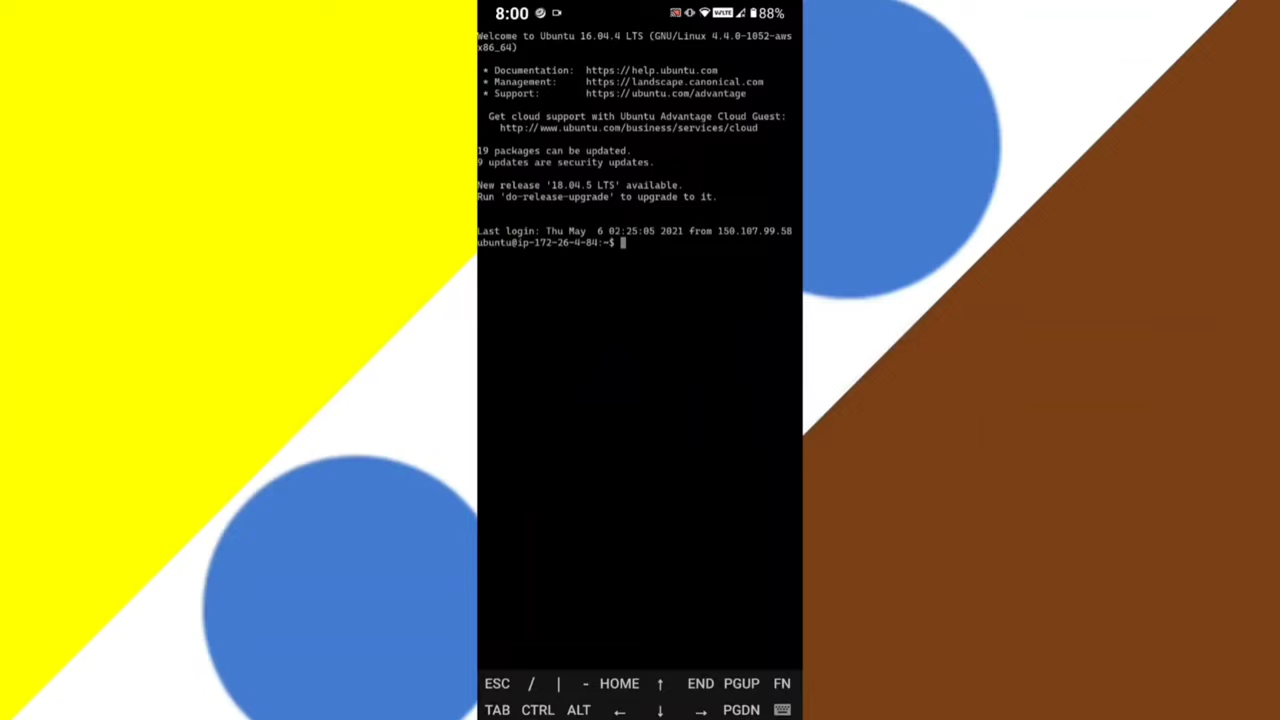 8:00 VoLTE 88%
Welcome to Ubuntu 16.04.4 LTS (GNU/Linux 4.4.0-1052-aws
x86_64)
* Documentation: https://help.ubuntu.com
* Management: https://landscape.canonical.com
* Support: https://ubuntu.com/advantage
Get cloud support with Ubuntu Advantage Cloud Guest:
http://www.ubuntu.com/business/services/cloud
19 packages can be updated.
9 updates are security updates.
New release '18.04.5 LTS' available.
Run 'do-release-upgrade' to upgrade to it.
Last login: Thu May 6 02:25:05 2021 from 150.107.99.58
ubuntu@ip-172-26-4-84:~$
ESC / | - HOME ↑ END PGUP FN
TAB CTRL ALT ← ↓ → PGDN